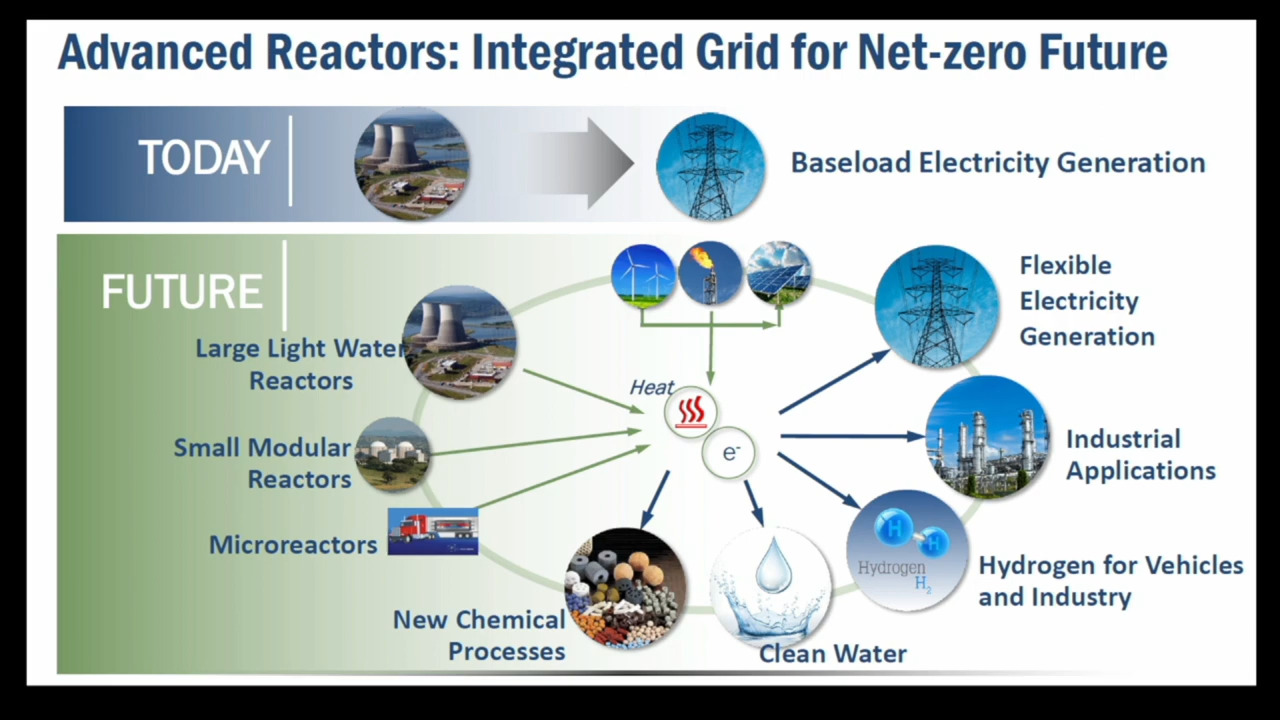 Advanced Reactors: Integrated Grid for Net-zero Future
TODAY
Baseload Electricity Generation
FUTURE
Flexible
Electricity
Generation
Large Light Water
Reactors
Heat
e-
Small Modular
Reactors
Industrial
Applications
Microreactors
Hydrogen
H2
H
H
Hydrogen for Vehicles
and Industry
New Chemical
Processes
Clean Water